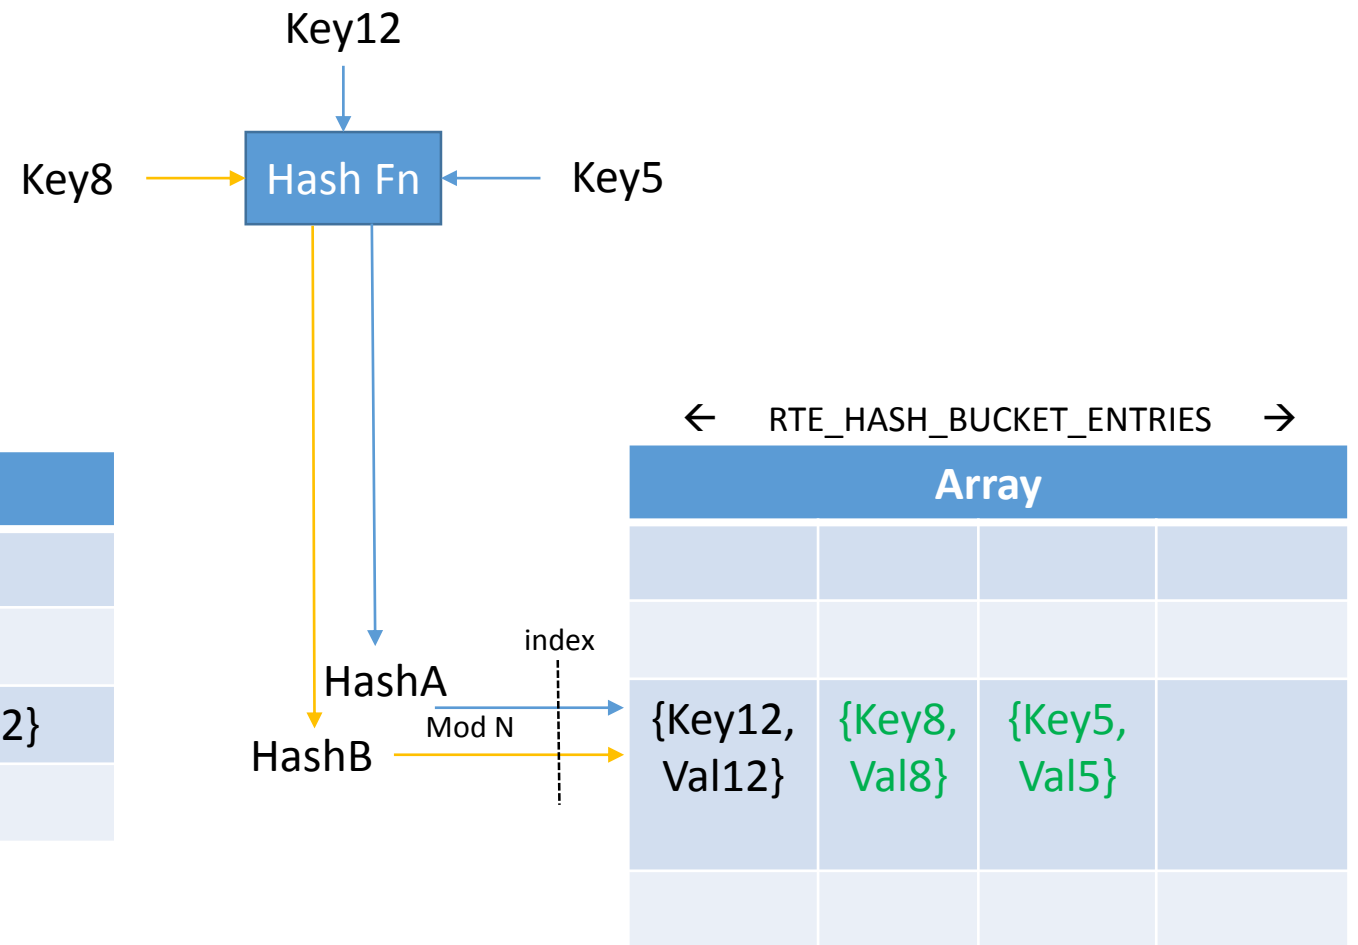 Key12
Key8
Hash Fn
Key5
← RTE_HASH_BUCKET_ENTRIES →
Array
index
HashA
Mod N
HashB
2}
{Key12,
Val12}
{Key8,
Val8}
{Key5,
Val5}